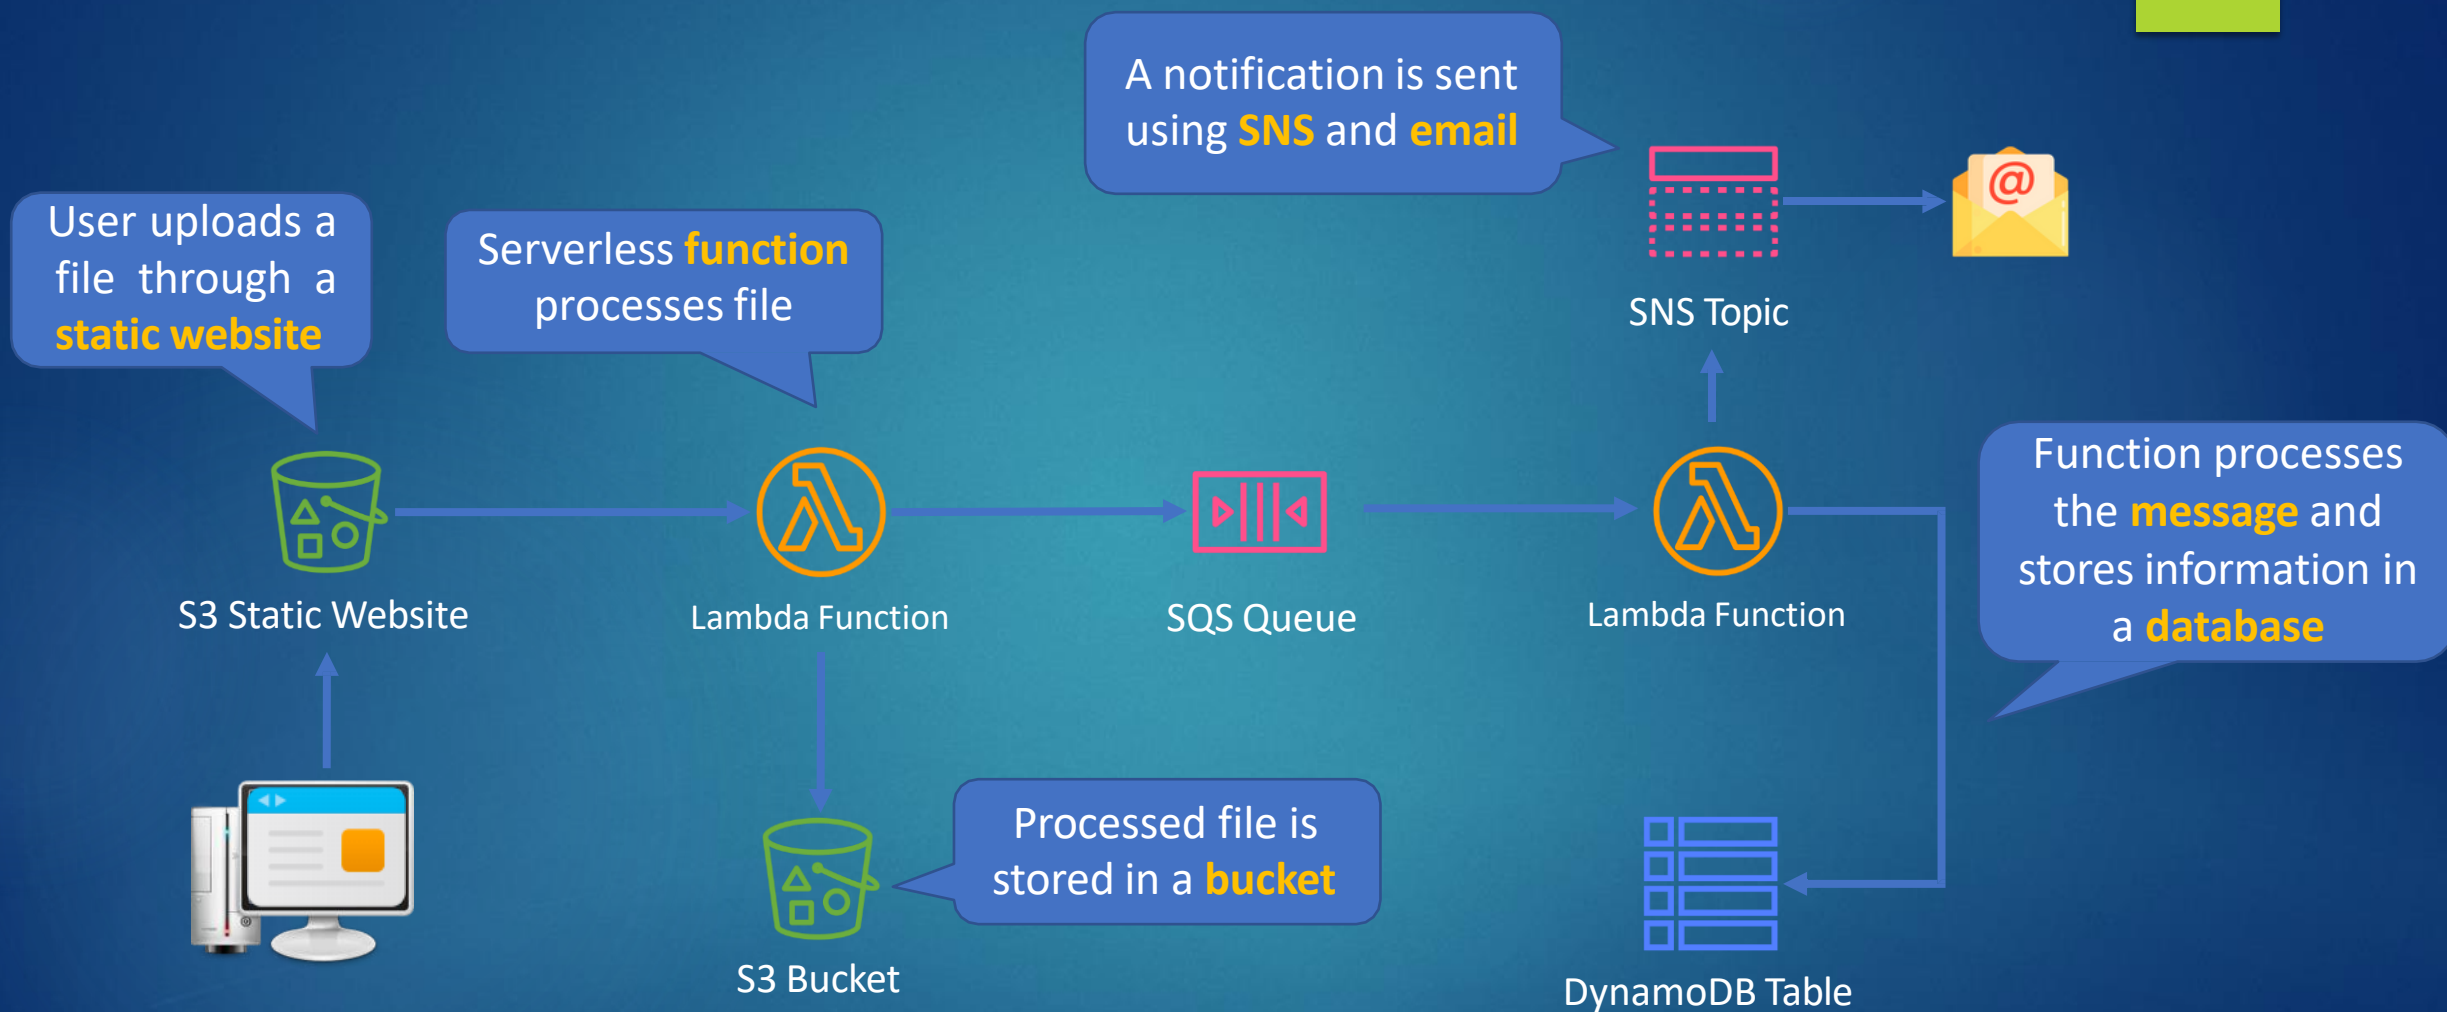 A notification is sent
using SNS and email
User uploads a
file through a
static website
Serverless function
processes file
SNS Topic
Function processes
the message and
stores information in
a database
S3 Static Website
Lambda Function
SQS Queue
Lambda Function
Processed file is
stored in a bucket
S3 Bucket
DynamoDB Table